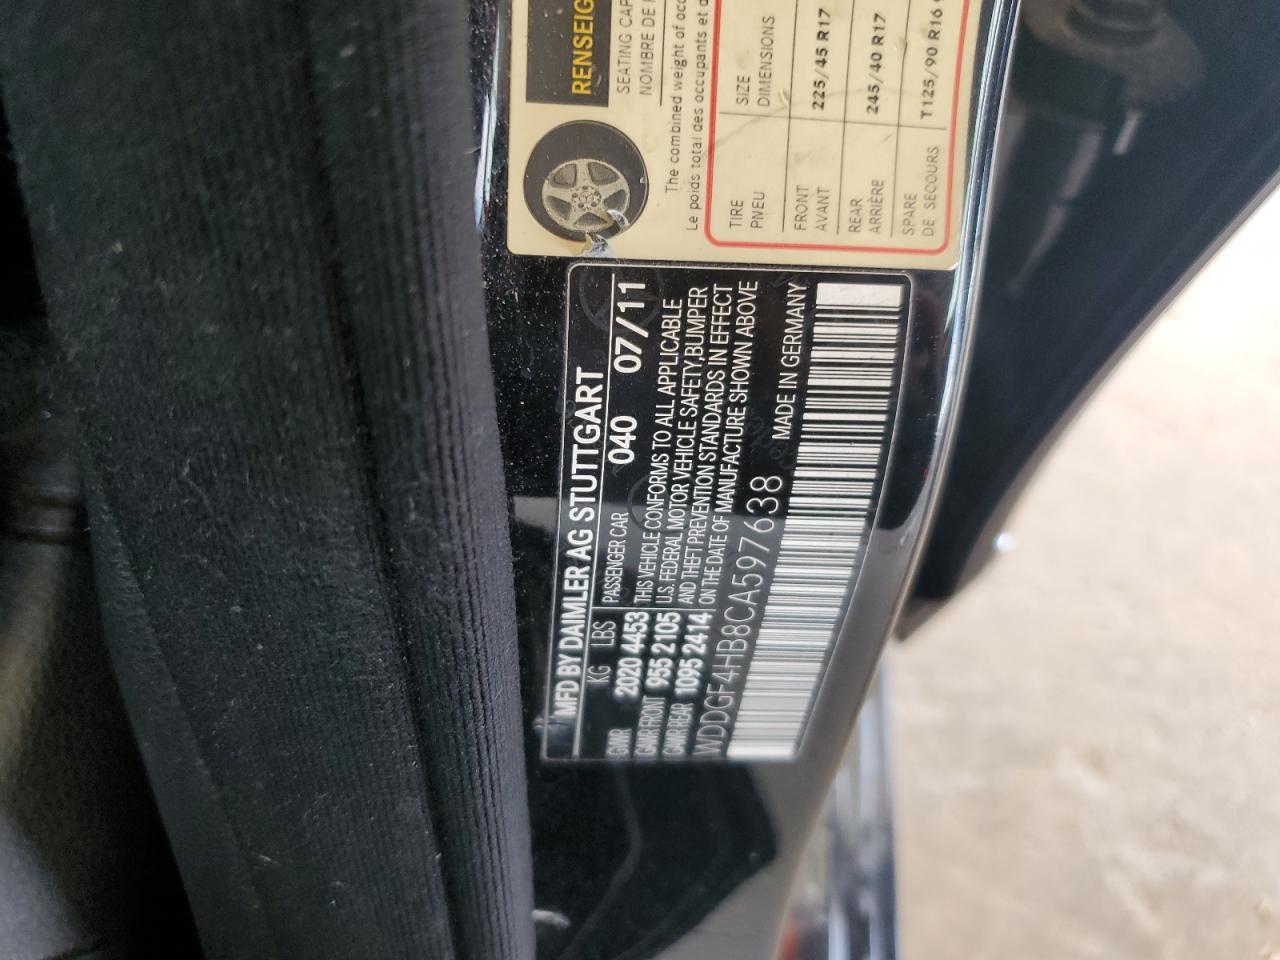 MFD BY DAIMLER AG STUTTGART
KG LBS PASSENGER CAR 040 07/11
GVWR 2020 4453
GAWR FRONT 955 2105
GAWR REAR 1095 2414
THIS VEHICLE CONFORMS TO ALL APPLICABLE
U.S. FEDERAL MOTOR VEHICLE SAFETY,BUMPER
AND THEFT PREVENTION STANDARDS IN EFFECT
ON THE DATE OF MANUFACTURE SHOWN ABOVE
WDDGF4HB8CA597638 MADE IN GERMANY
SEATING
NOMBRE DE
The combined weight of
Le poids total des occupants et
TIRE SIZE
PNEU DIMENSIONS
FRONT 225/45 R17
AVANT
REAR 245/40 R17
ARRIÈRE
SPARE T125/90 R16
DE SECOURS